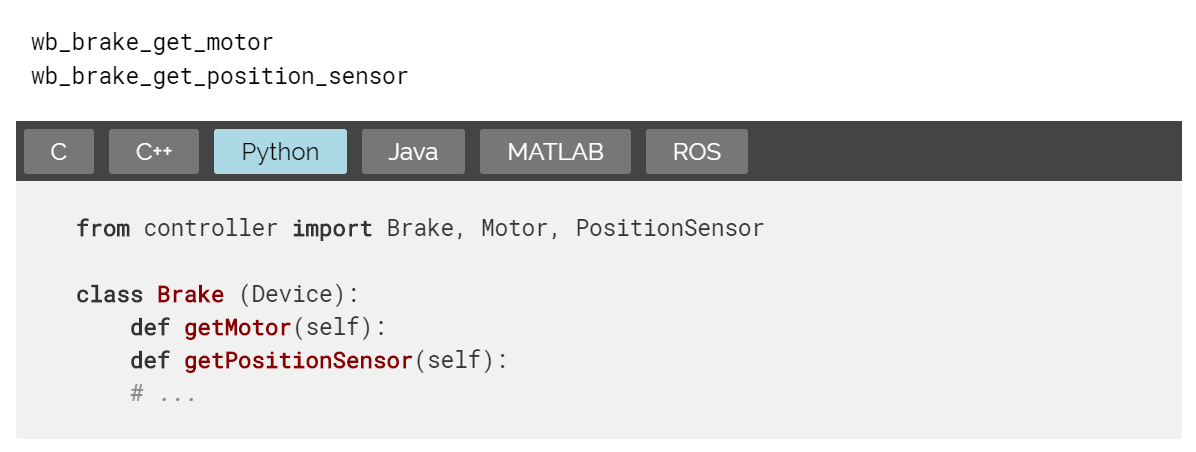 wb_brake_get_motor
wb_brake_get_position_sensor
C C++ Python Java MATLAB ROS
from controller import Brake, Motor, PositionSensor
class Brake (Device):
def getMotor(self):
def getPositionSensor(self):
# ...